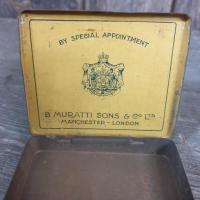 BY SPECIAL APPOINTMENT
B. MURATTI SONS & Co LTD
MANCHESTER - LONDON